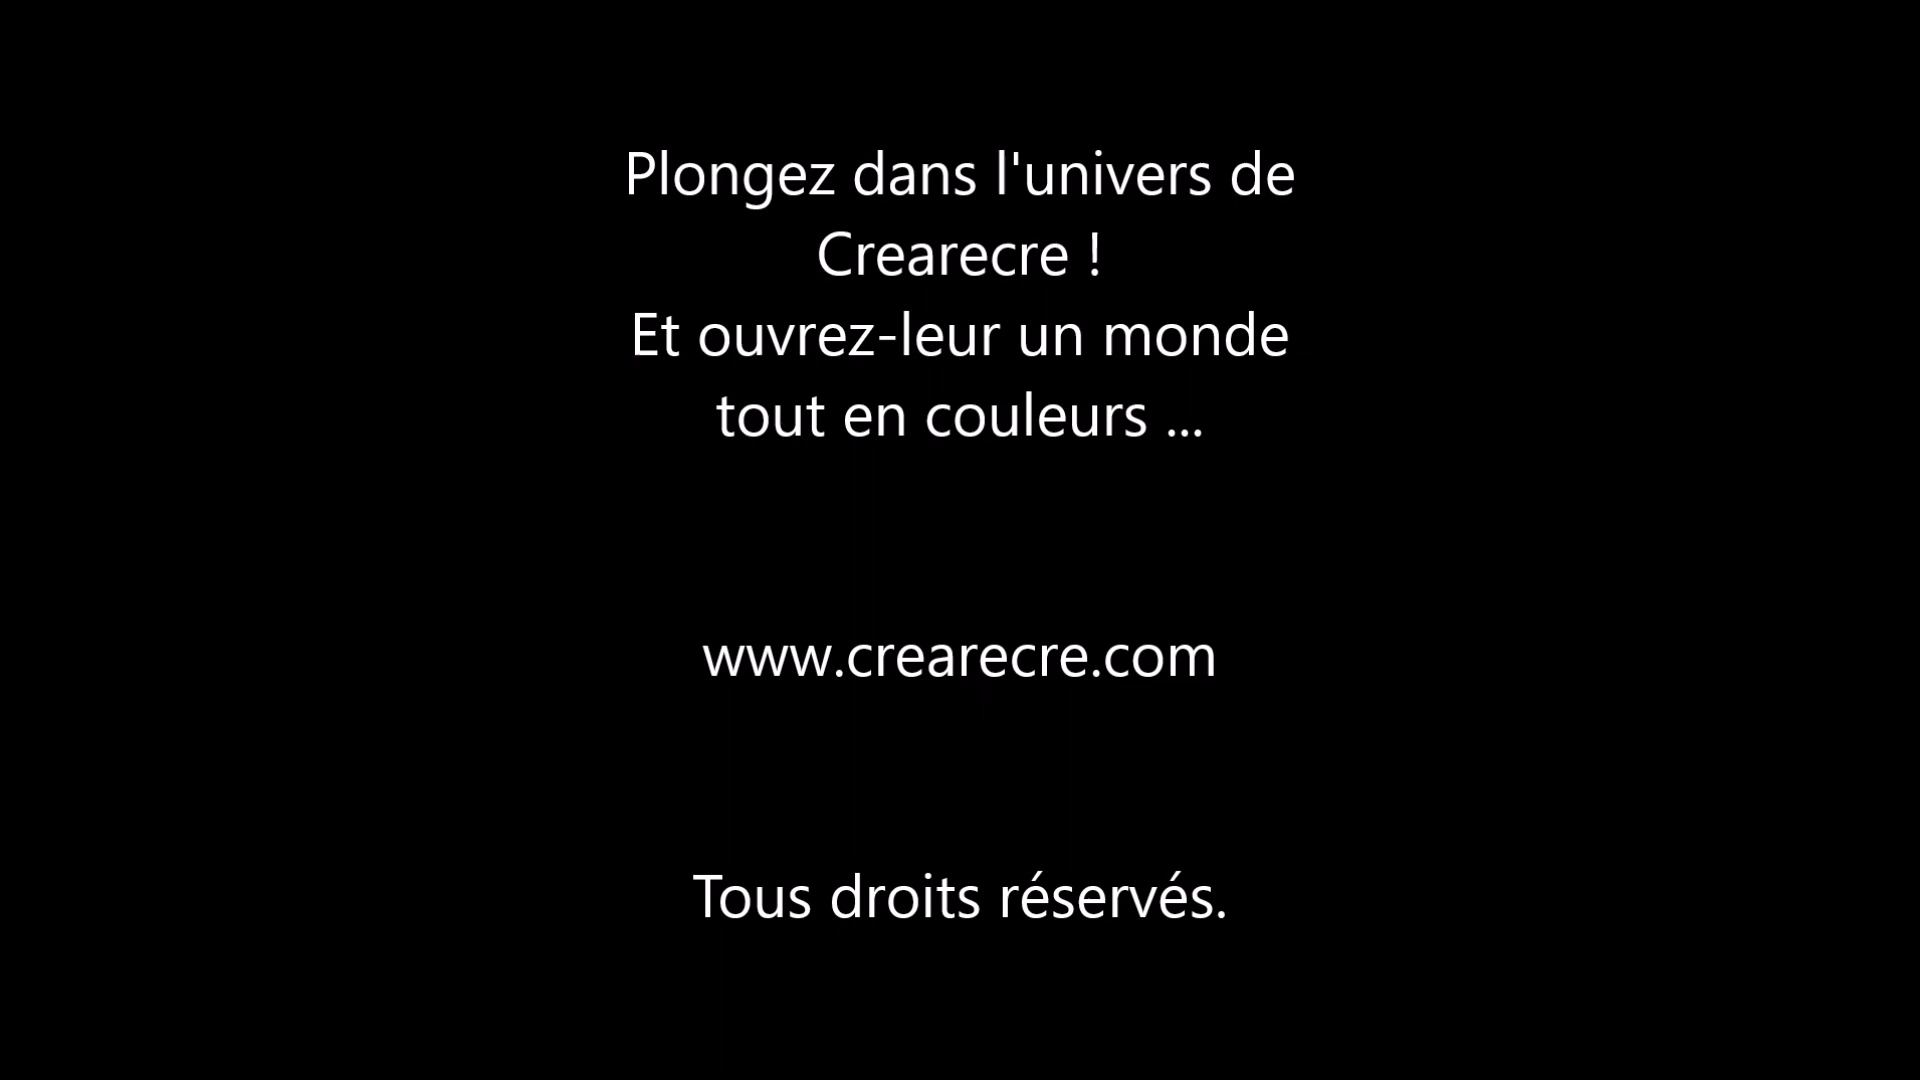 Plongez dans l'univers de
Crearecre !
Et ouvrez-leur un monde
tout en couleurs ...
www.crearecre.com
Tous droits réservés.